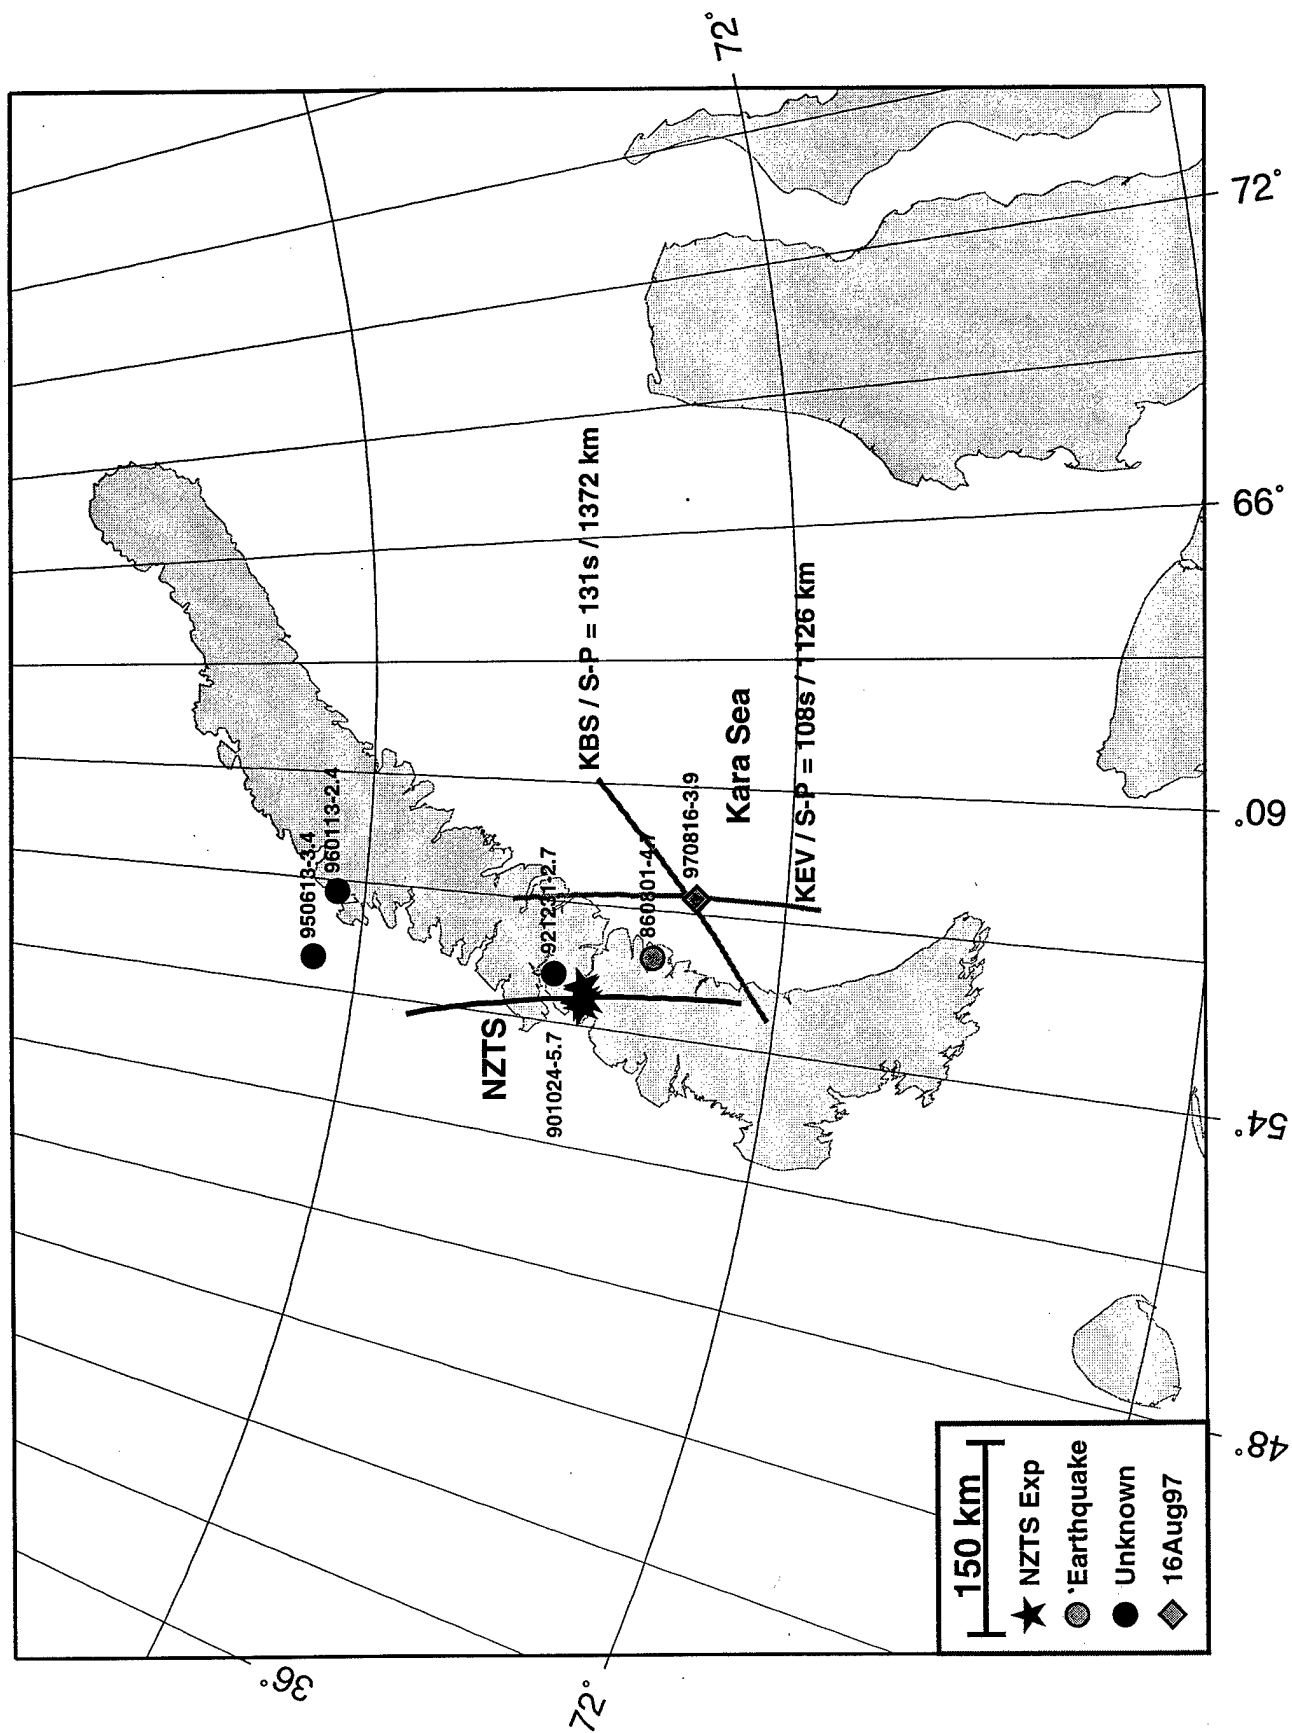 72°
72°
66°
60°
54°
48°
36°
72°
950613-3.4
960113-2.4
KBS / S-P = 131s / 1372 km
921231-2.7
860801-4.7
970816-3.9
Kara Sea
KEV / S-P = 108s / 1126 km
NZTS
901024-5.7
150 km
NZTS Exp
Earthquake
Unknown
16Aug97